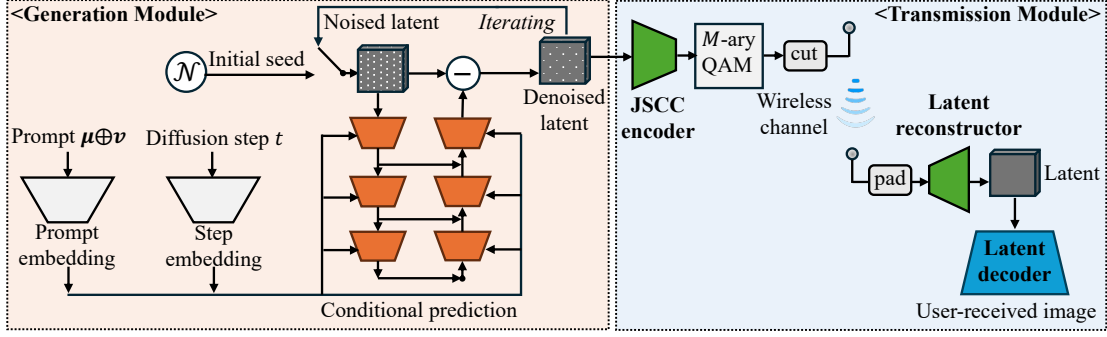 <Generation Module>
Noised latent
Iterating
𝒩
Initial seed
−
Denoised
latent
Prompt 𝝁⊕𝒗
Diffusion step t
Prompt
embedding
Step
embedding
Conditional prediction
<Transmission Module>
M-ary
QAM
cut
JSCC
encoder
Wireless
channel
Latent
reconstructor
pad
Latent
Latent
decoder
User-received image